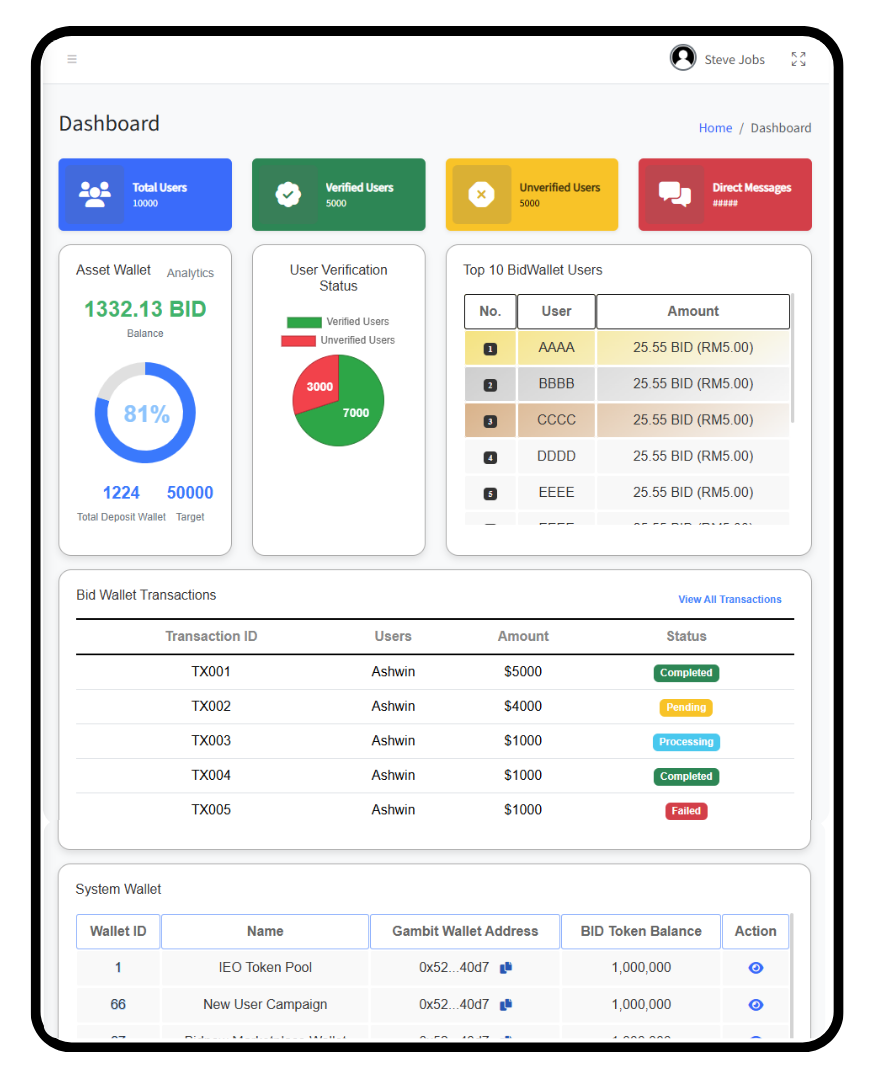 Steve Jobs
Dashboard
Home / Dashboard
Total Users
10000
Verified Users
5000
Unverified Users
5000
Direct Messages
#####
Asset Wallet Analytics
1332.13 BID
Balance
81%
1224 50000
Total Deposit Wallet Target
User Verification
Status
Verified Users
Unverified Users
3000
7000
Top 10 BidWallet Users
No. User Amount
1 AAAA 25.55 BID (RM5.00)
2 BBBB 25.55 BID (RM5.00)
3 CCCC 25.55 BID (RM5.00)
4 DDDD 25.55 BID (RM5.00)
5 EEEE 25.55 BID (RM5.00)
Bid Wallet Transactions
View All Transactions
Transaction ID Users Amount Status
TX001 Ashwin $5000 Completed
TX002 Ashwin $4000 Pending
TX003 Ashwin $1000 Processing
TX004 Ashwin $1000 Completed
TX005 Ashwin $1000 Failed
System Wallet
Wallet ID Name Gambit Wallet Address BID Token Balance Action
1 IEO Token Pool 0x52...40d7 1,000,000
66 New User Campaign 0x52...40d7 1,000,000